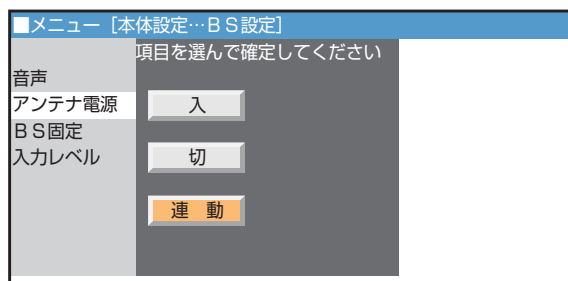 ■メニュー [本体設定…ＢＳ設定]
項目を選んで確定してください
音声
アンテナ電源
ＢＳ固定
入力レベル
入
切
連　動